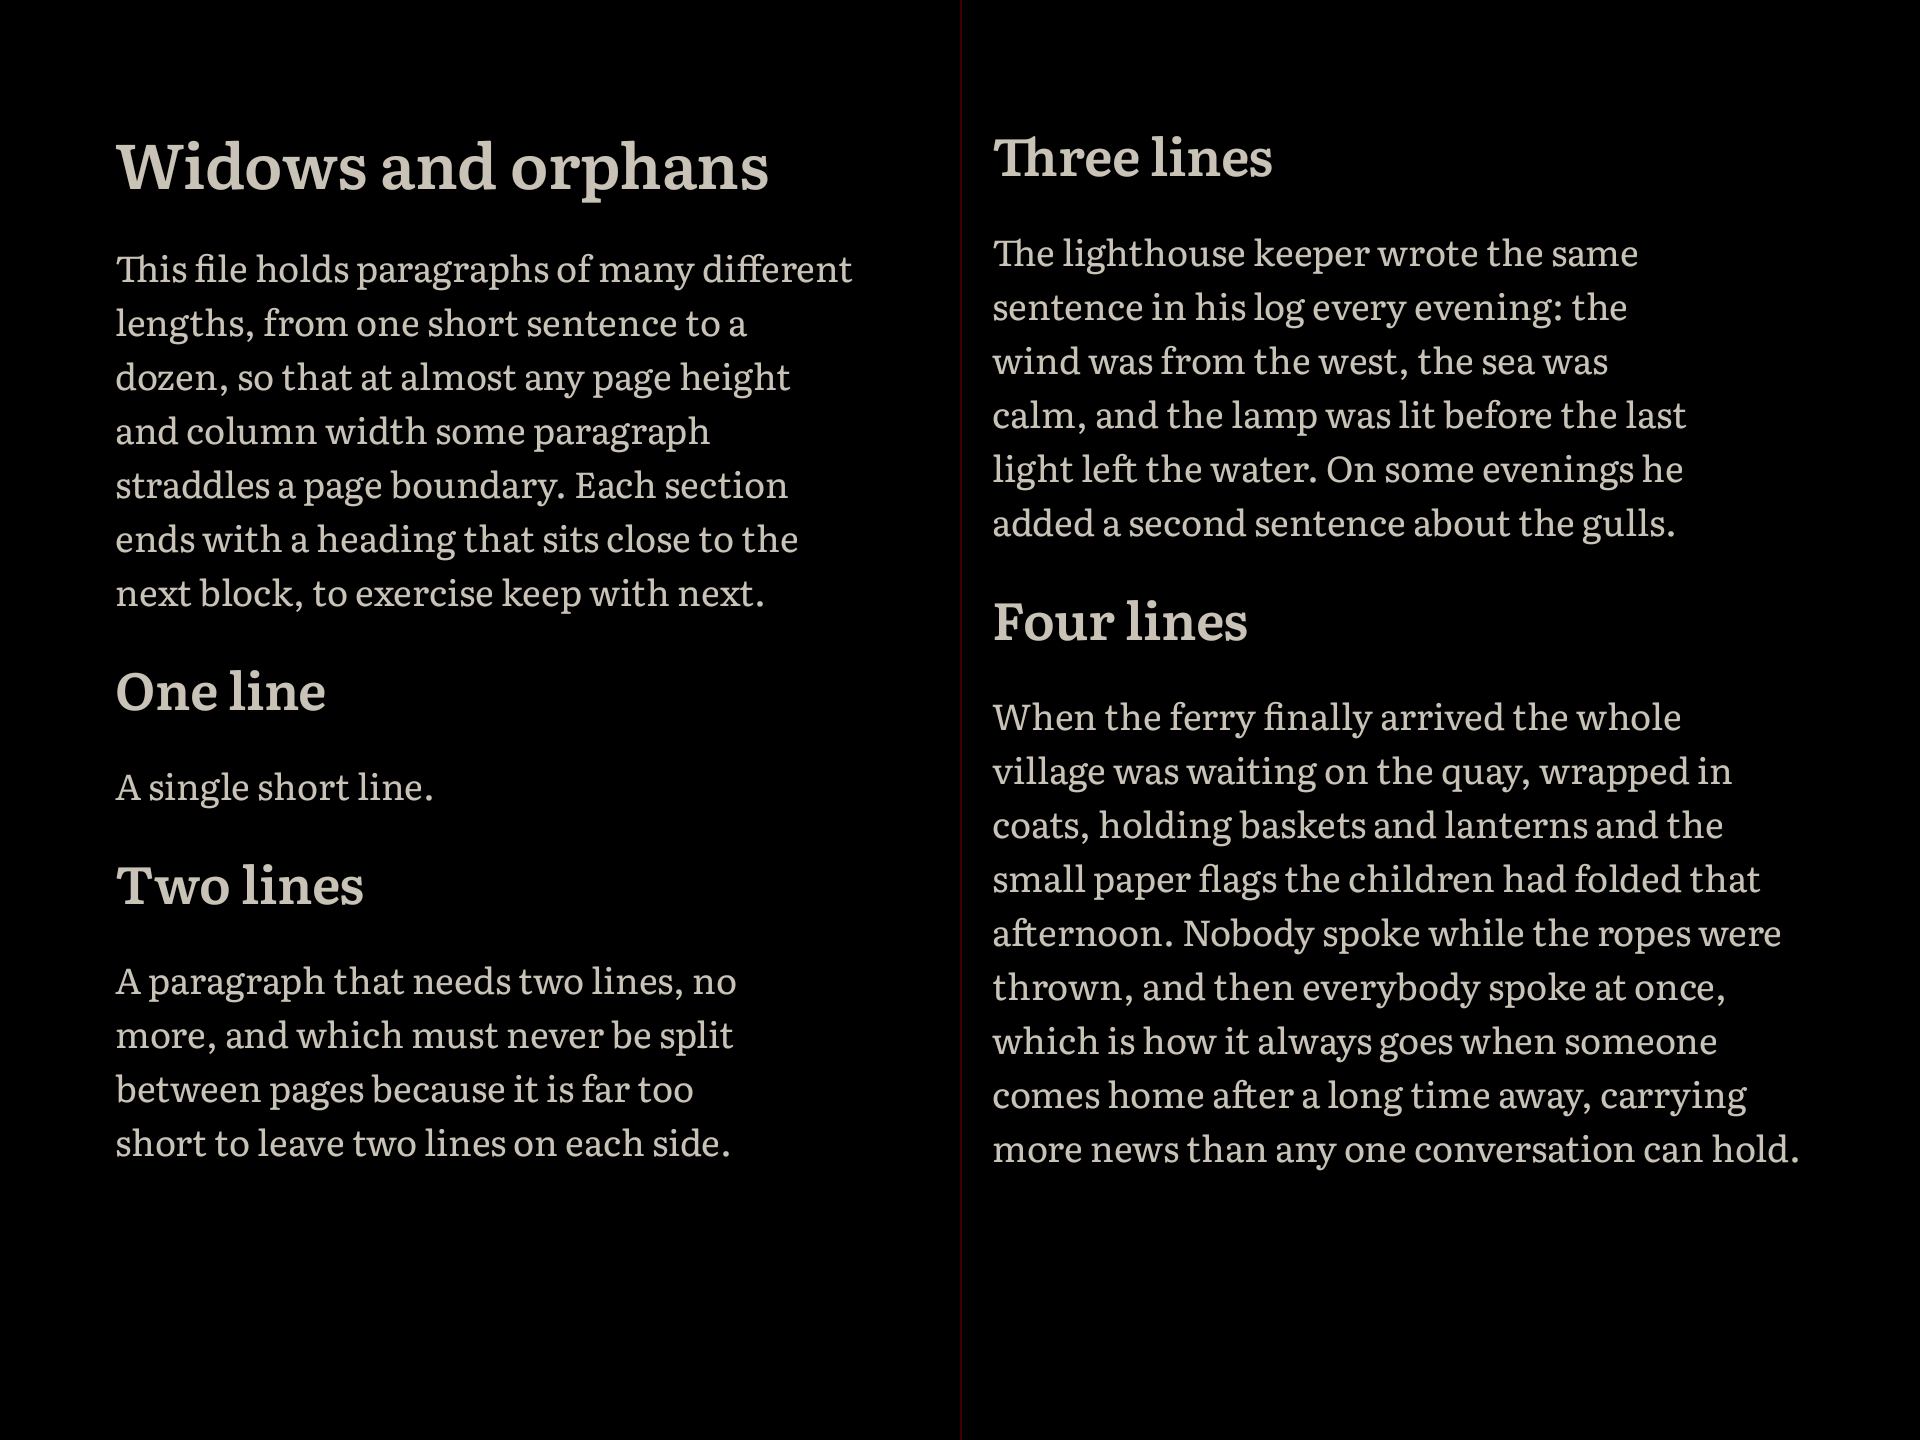 Widows and orphans
This file holds paragraphs of many different
lengths, from one short sentence to a
dozen, so that at almost any page height
and column width some paragraph
straddles a page boundary. Each section
ends with a heading that sits close to the
next block, to exercise keep with next.
One line
A single short line.
Two lines
A paragraph that needs two lines, no
more, and which must never be split
between pages because it is far too
short to leave two lines on each side.
Three lines
The lighthouse keeper wrote the same
sentence in his log every evening: the
wind was from the west, the sea was
calm, and the lamp was lit before the last
light left the water. On some evenings he
added a second sentence about the gulls.
Four lines
When the ferry finally arrived the whole
village was waiting on the quay, wrapped in
coats, holding baskets and lanterns and the
small paper flags the children had folded that
afternoon. Nobody spoke while the ropes were
thrown, and then everybody spoke at once,
which is how it always goes when someone
comes home after a long time away, carrying
more news than any one conversation can hold.